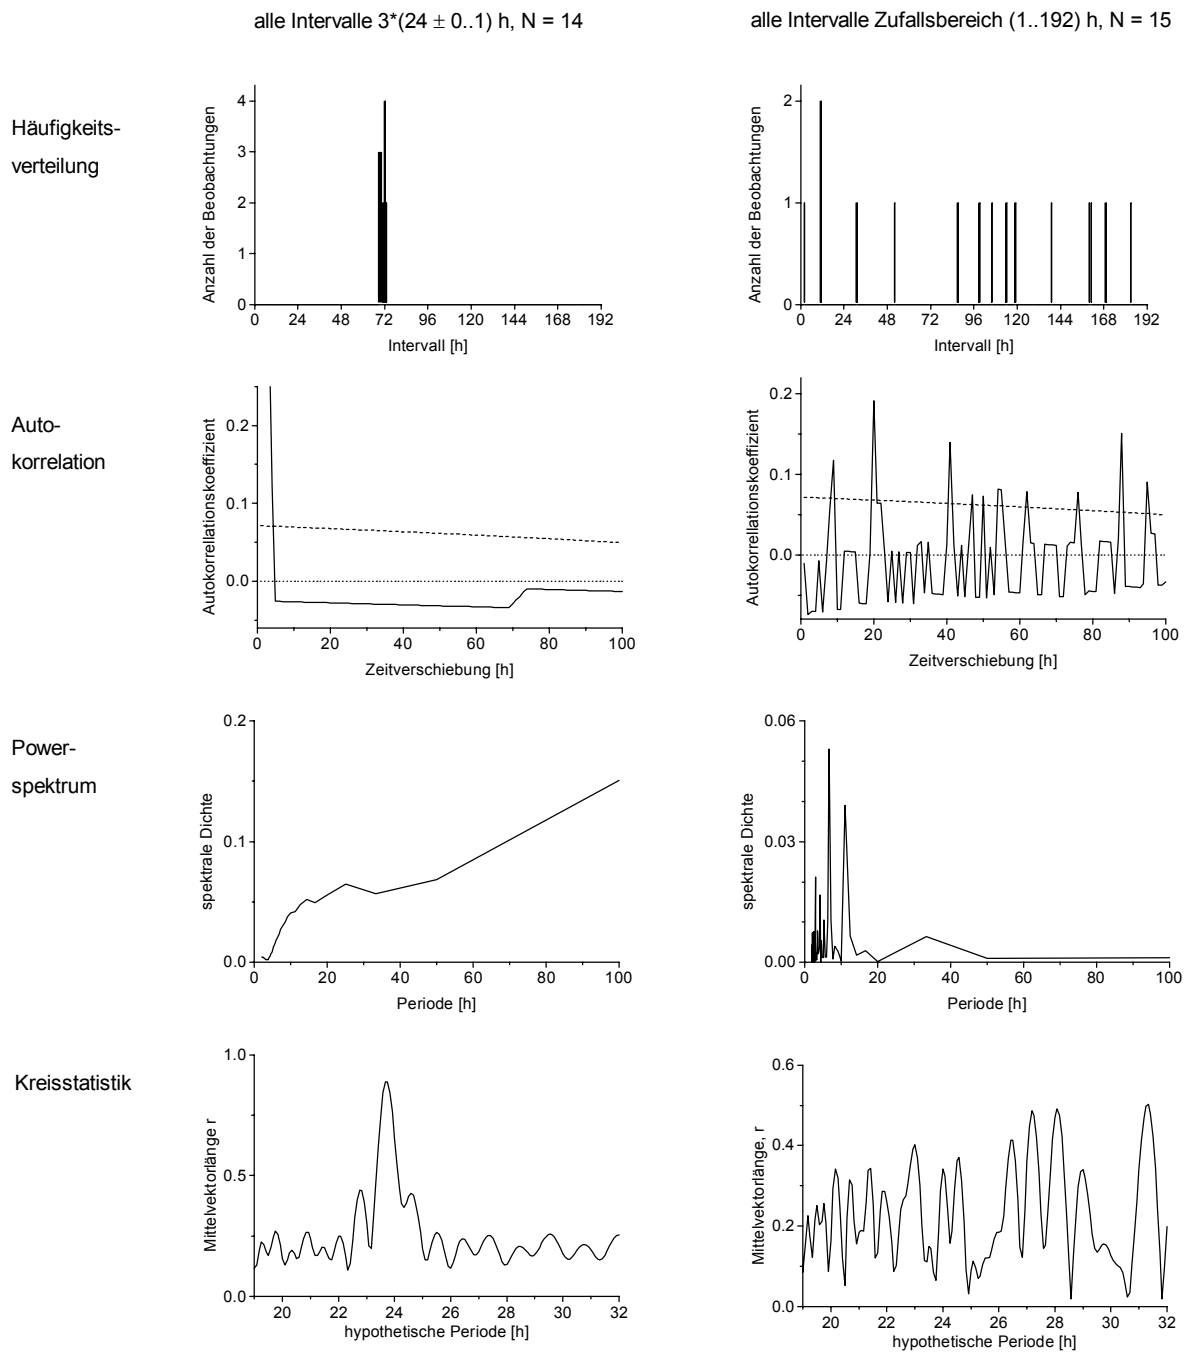 alle Intervalle 3*(24 ± 0..1) h, N = 14
alle Intervalle Zufallsbereich (1..192) h, N = 15
Häufigkeits-
verteilung
Anzahl der Beobachtungen
4
3
2
1
0
0 24 48 72 96 120 144 168 192
Intervall [h]
Anzahl der Beobachtungen
2
1
0
0 24 48 72 96 120 144 168 192
Intervall [h]
Auto-
korrelation
Autokorrellationskoeffizient
0.2
0.1
0.0
0 20 40 60 80 100
Zeitverschiebung [h]
Autokorrellationskoeffizient
0.2
0.1
0.0
0 20 40 60 80 100
Zeitverschiebung [h]
Power-
spektrum
spektrale Dichte
0.2
0.1
0.0
0 20 40 60 80 100
Periode [h]
spektrale Dichte
0.06
0.03
0.00
0 20 40 60 80 100
Periode [h]
Kreisstatistik
Mittelvektorlänge r
1.0
0.5
0.0
20 22 24 26 28 30 32
hypothetische Periode [h]
Mittelvektorlänge, r
0.6
0.4
0.2
0.0
20 22 24 26 28 30 32
hypothetische Periode [h]